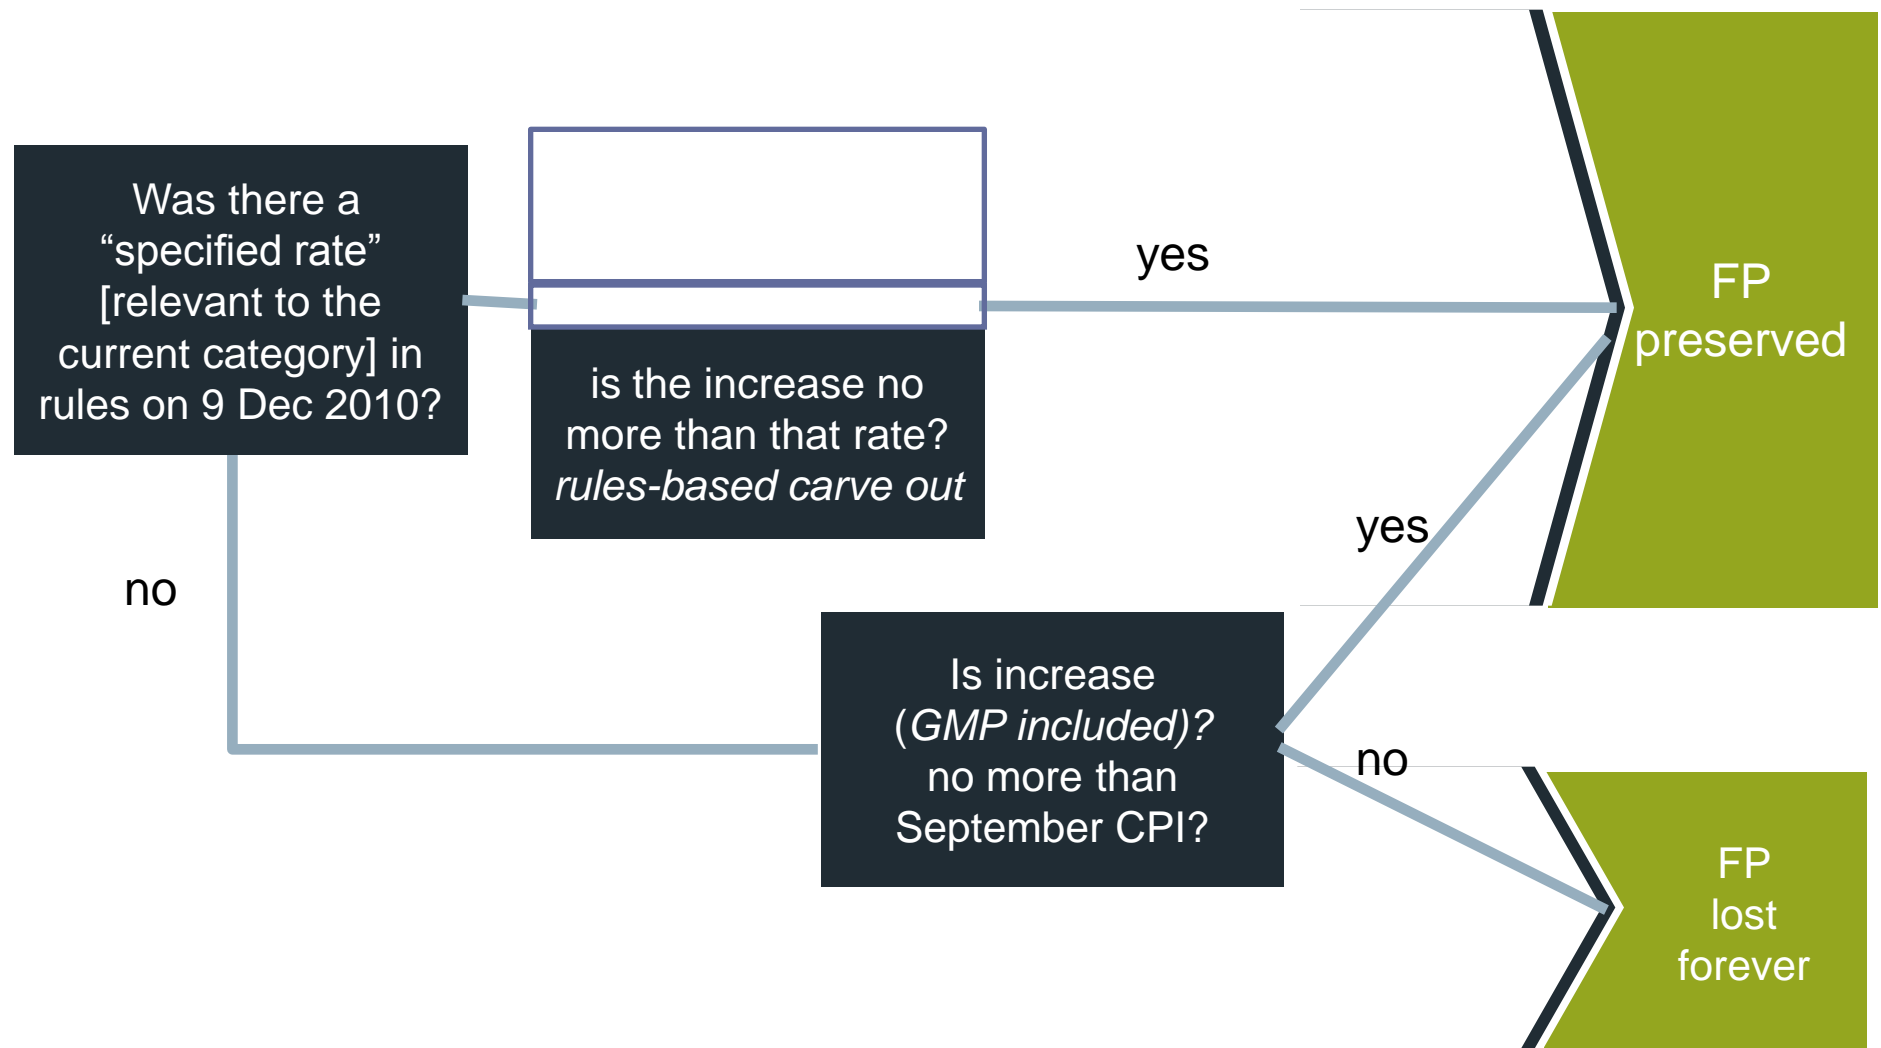 Was there a
“specified rate”
[relevant to the
current category] in
rules on 9 Dec 2010?
is the increase no
more than that rate?
rules-based carve out
yes
FP
preserved
no
yes
Is increase
(GMP included)?
no more than
September CPI?
no
FP
lost
forever